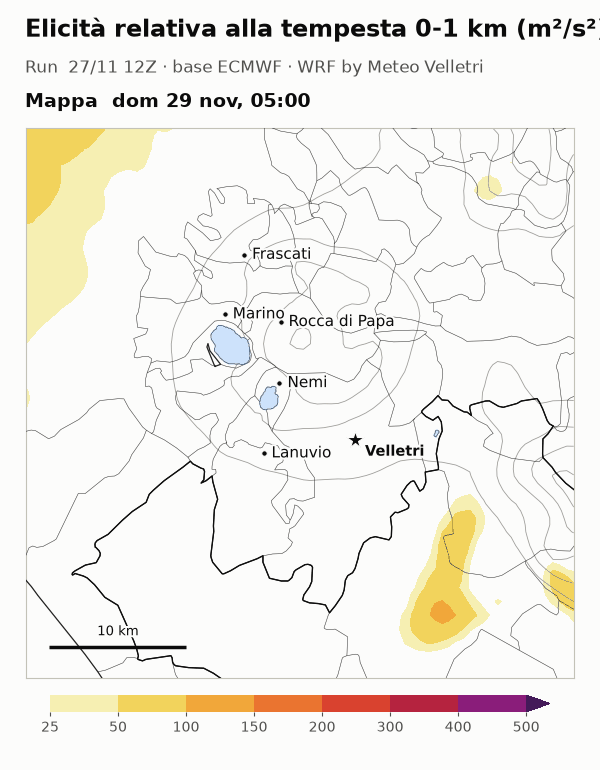 Elicità relativa alla tempesta 0-1 km (m²/s²)
Run 27/11 12Z · base ECMWF · WRF by Meteo Velletri
Mappa dom 29 nov, 05:00
Frascati
Marino
Rocca di Papa
Nemi
Velletri
Lanuvio
10 km
25 50 100 150 200 300 400 500